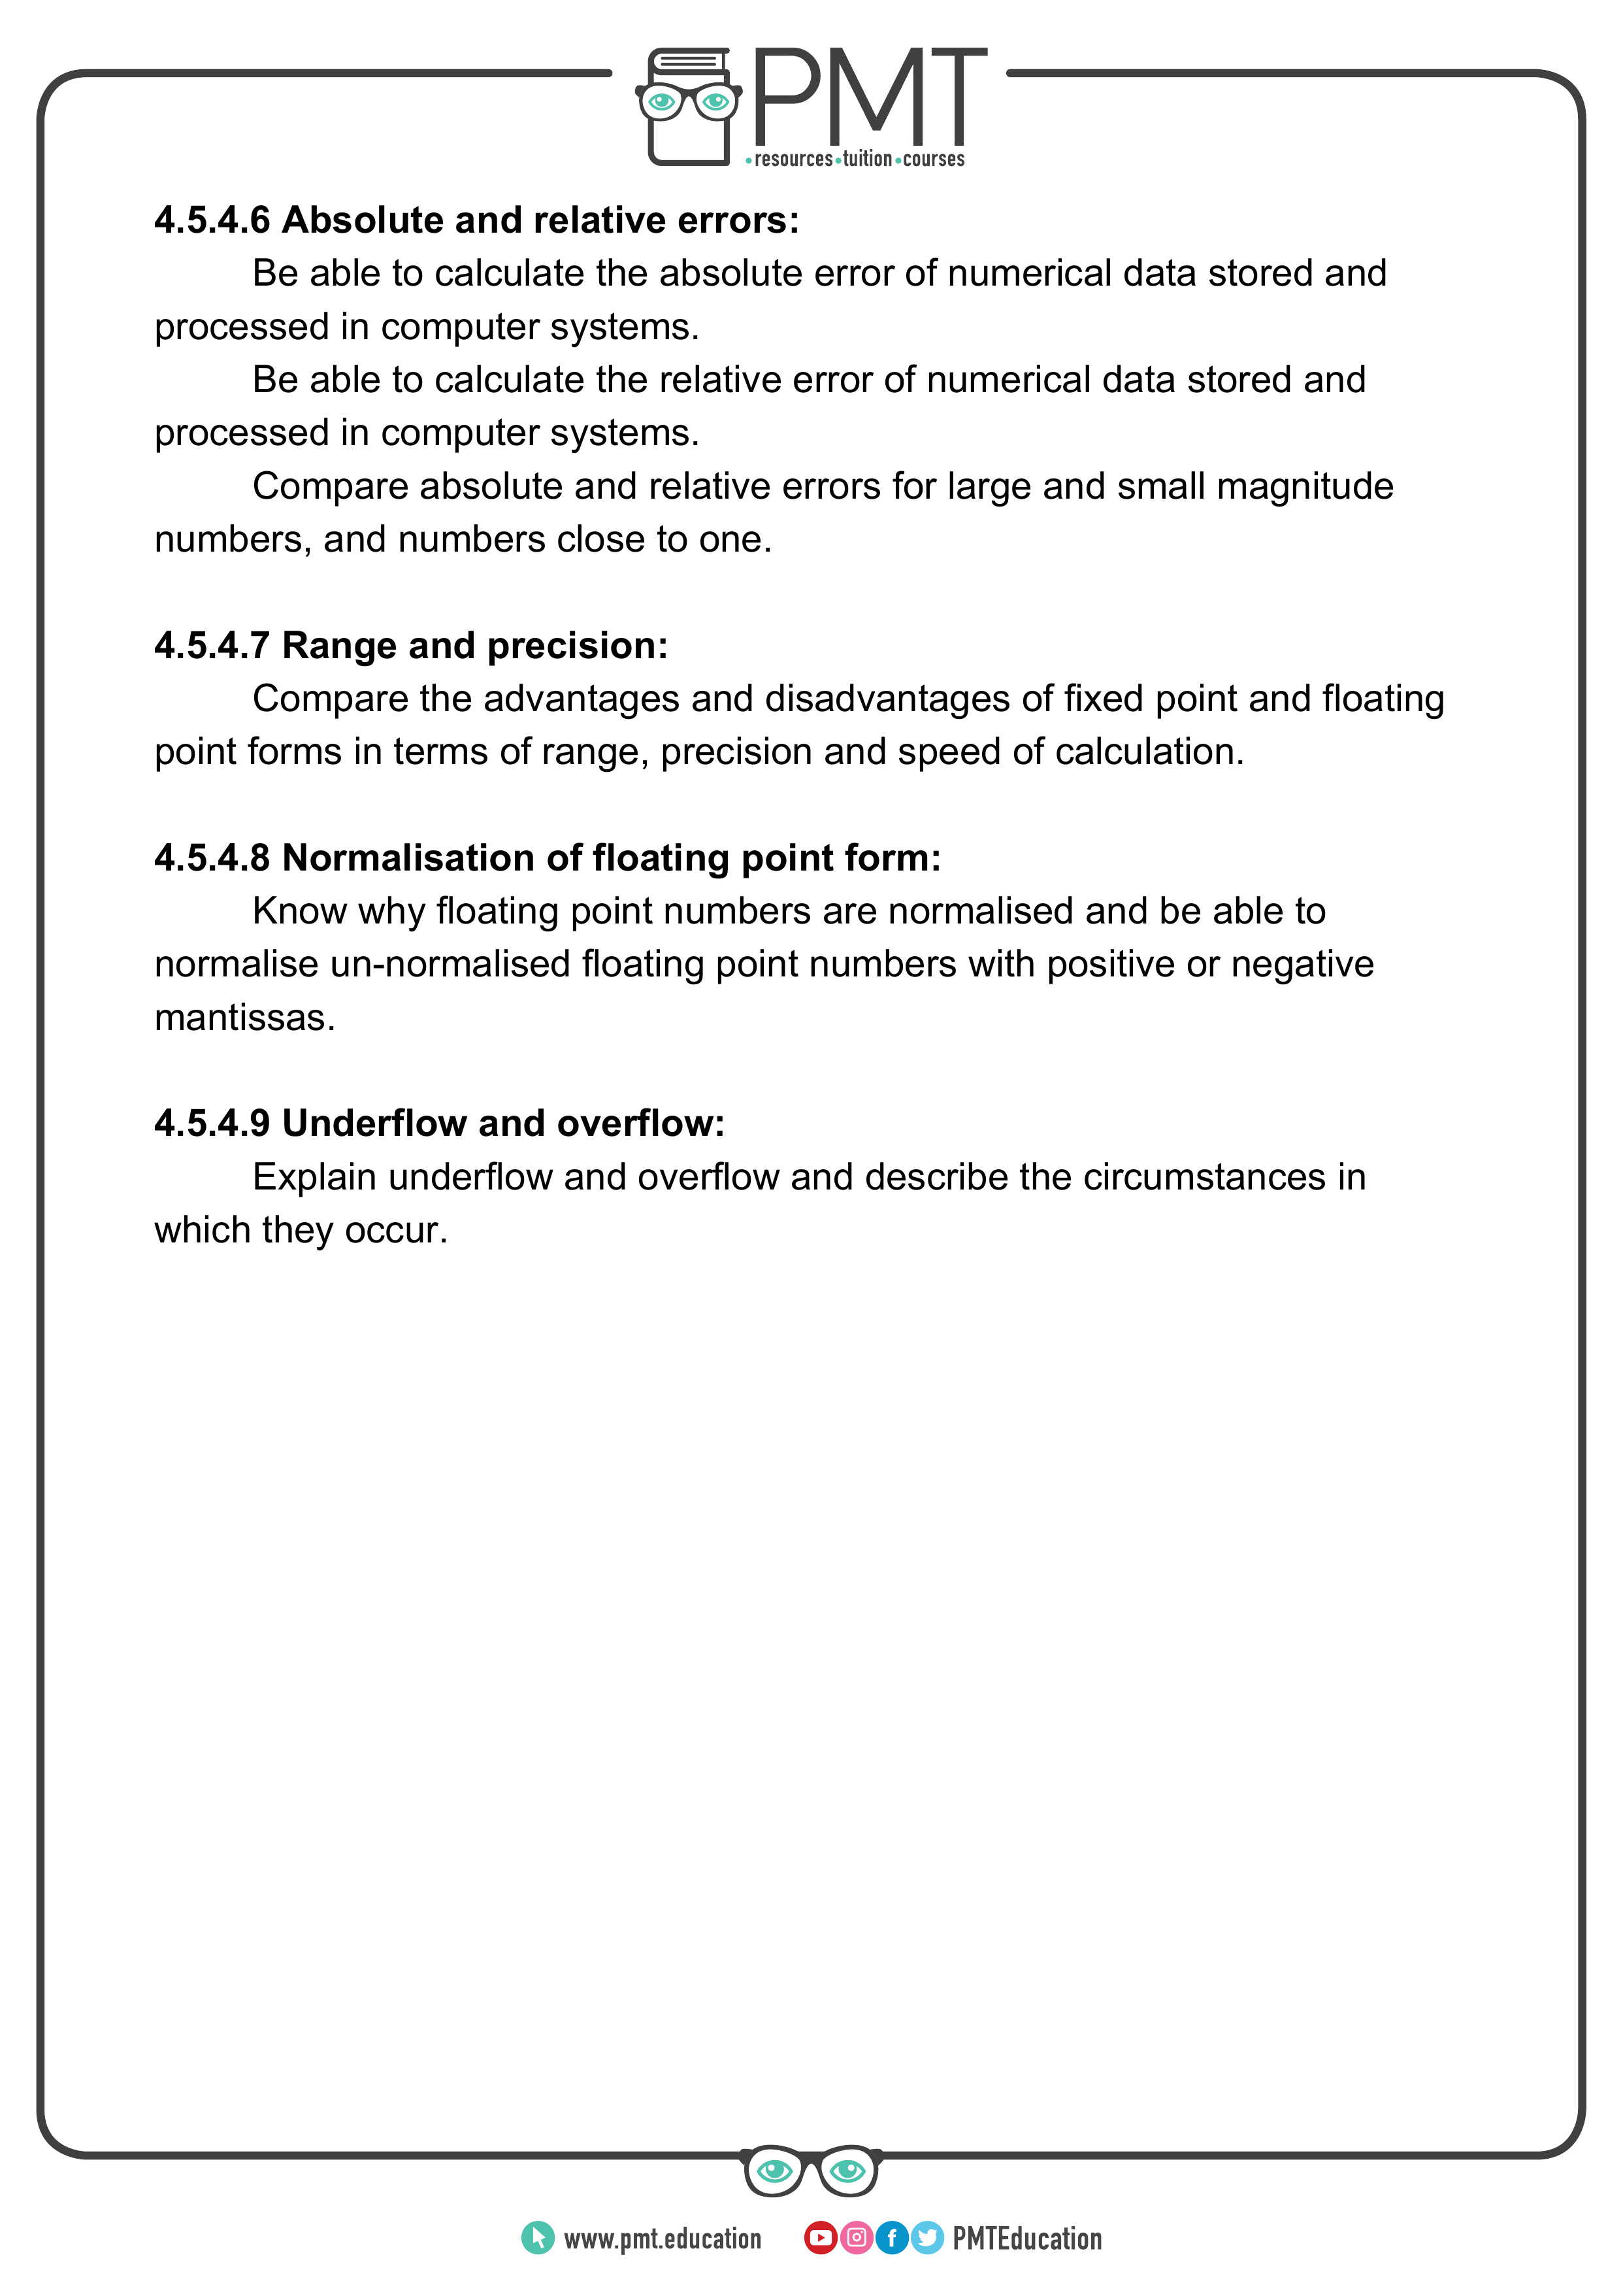 PMT
•resources•tuition•courses
4.5.4.6 Absolute and relative errors:
Be able to calculate the absolute error of numerical data stored and
processed in computer systems.
Be able to calculate the relative error of numerical data stored and
processed in computer systems.
Compare absolute and relative errors for large and small magnitude
numbers, and numbers close to one.
4.5.4.7 Range and precision:
Compare the advantages and disadvantages of fixed point and floating
point forms in terms of range, precision and speed of calculation.
4.5.4.8 Normalisation of floating point form:
Know why floating point numbers are normalised and be able to
normalise un-normalised floating point numbers with positive or negative
mantissas.
4.5.4.9 Underflow and overflow:
Explain underflow and overflow and describe the circumstances in
which they occur.
www.pmt.education PMTEducation